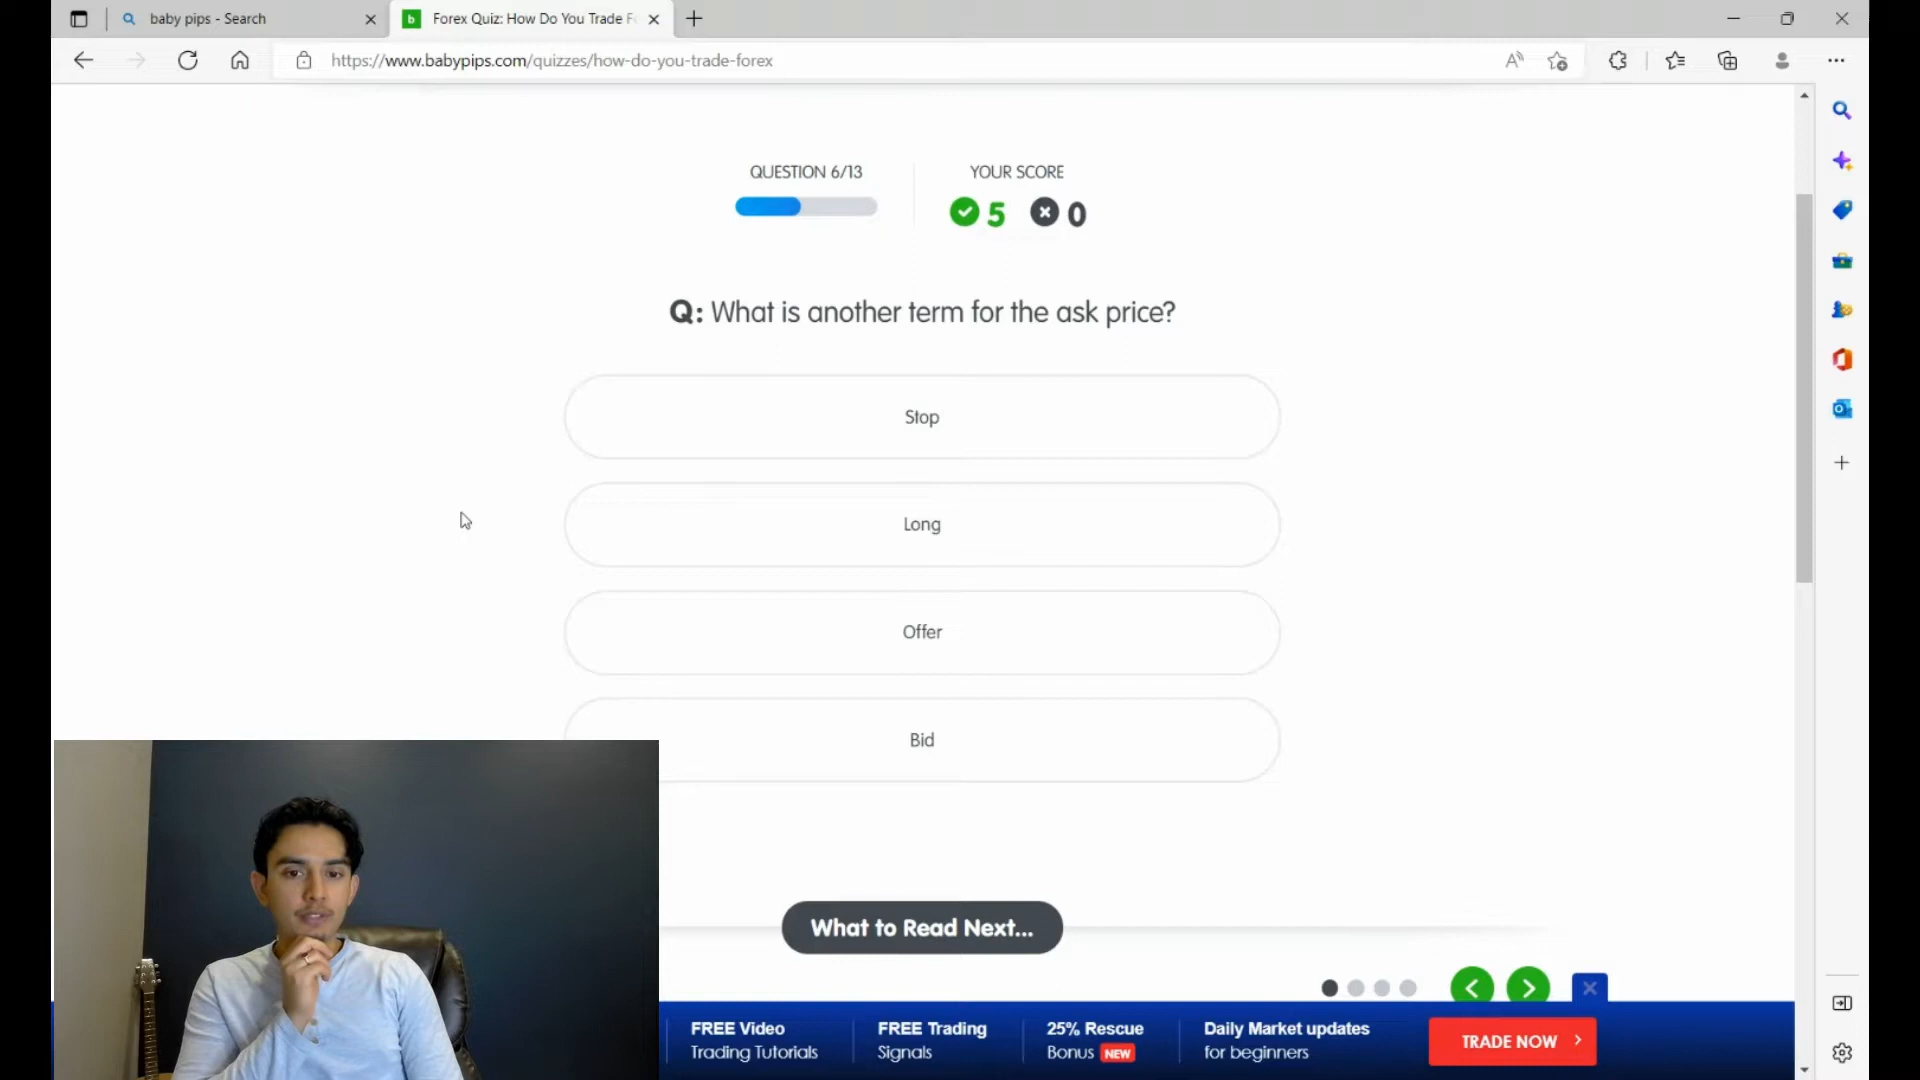 baby pips - Search
Forex Quiz: How Do You Trade F
https://www.babypips.com/quizzes/how-do-you-trade-forex
QUESTION 6/13
YOUR SCORE
5
0
Q: What is another term for the ask price?
Stop
Long
Offer
Bid
What to Read Next...
FREE Video
Trading Tutorials
FREE Trading
Signals
25% Rescue
Bonus NEW
Daily Market updates
for beginners
TRADE NOW